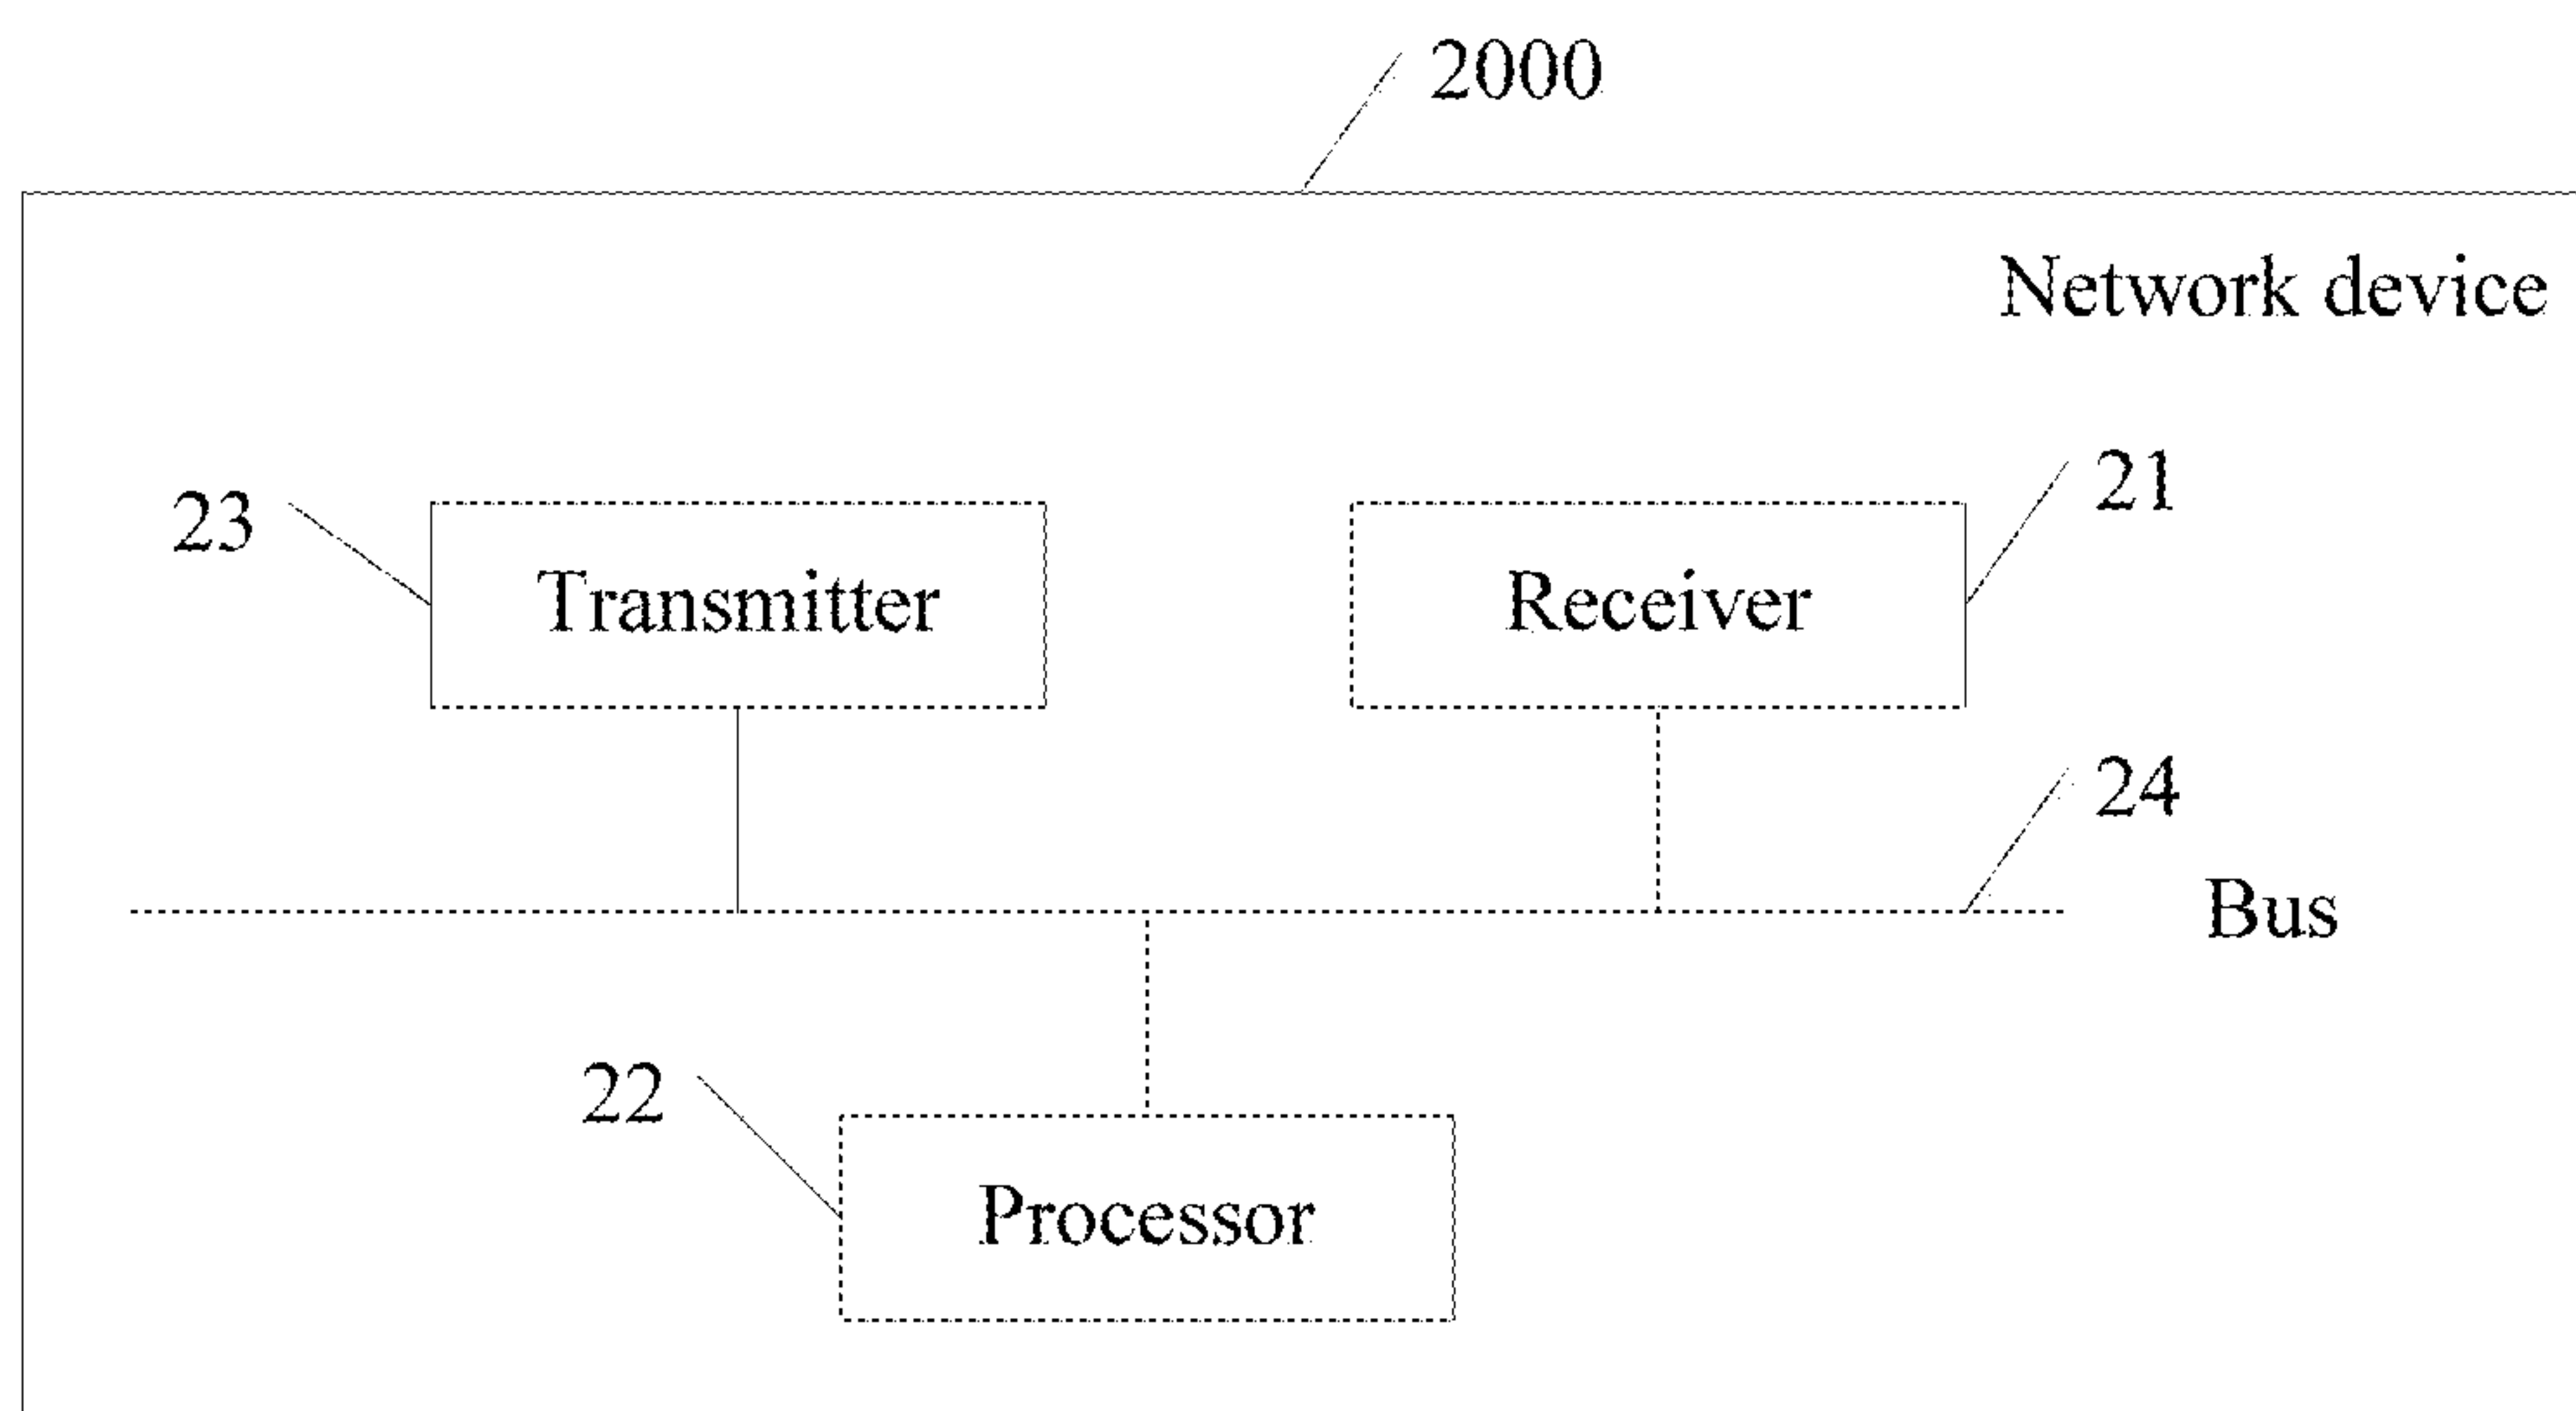 2000
Network device
23
21
Transmitter
Receiver
24
Bus
22
Processor